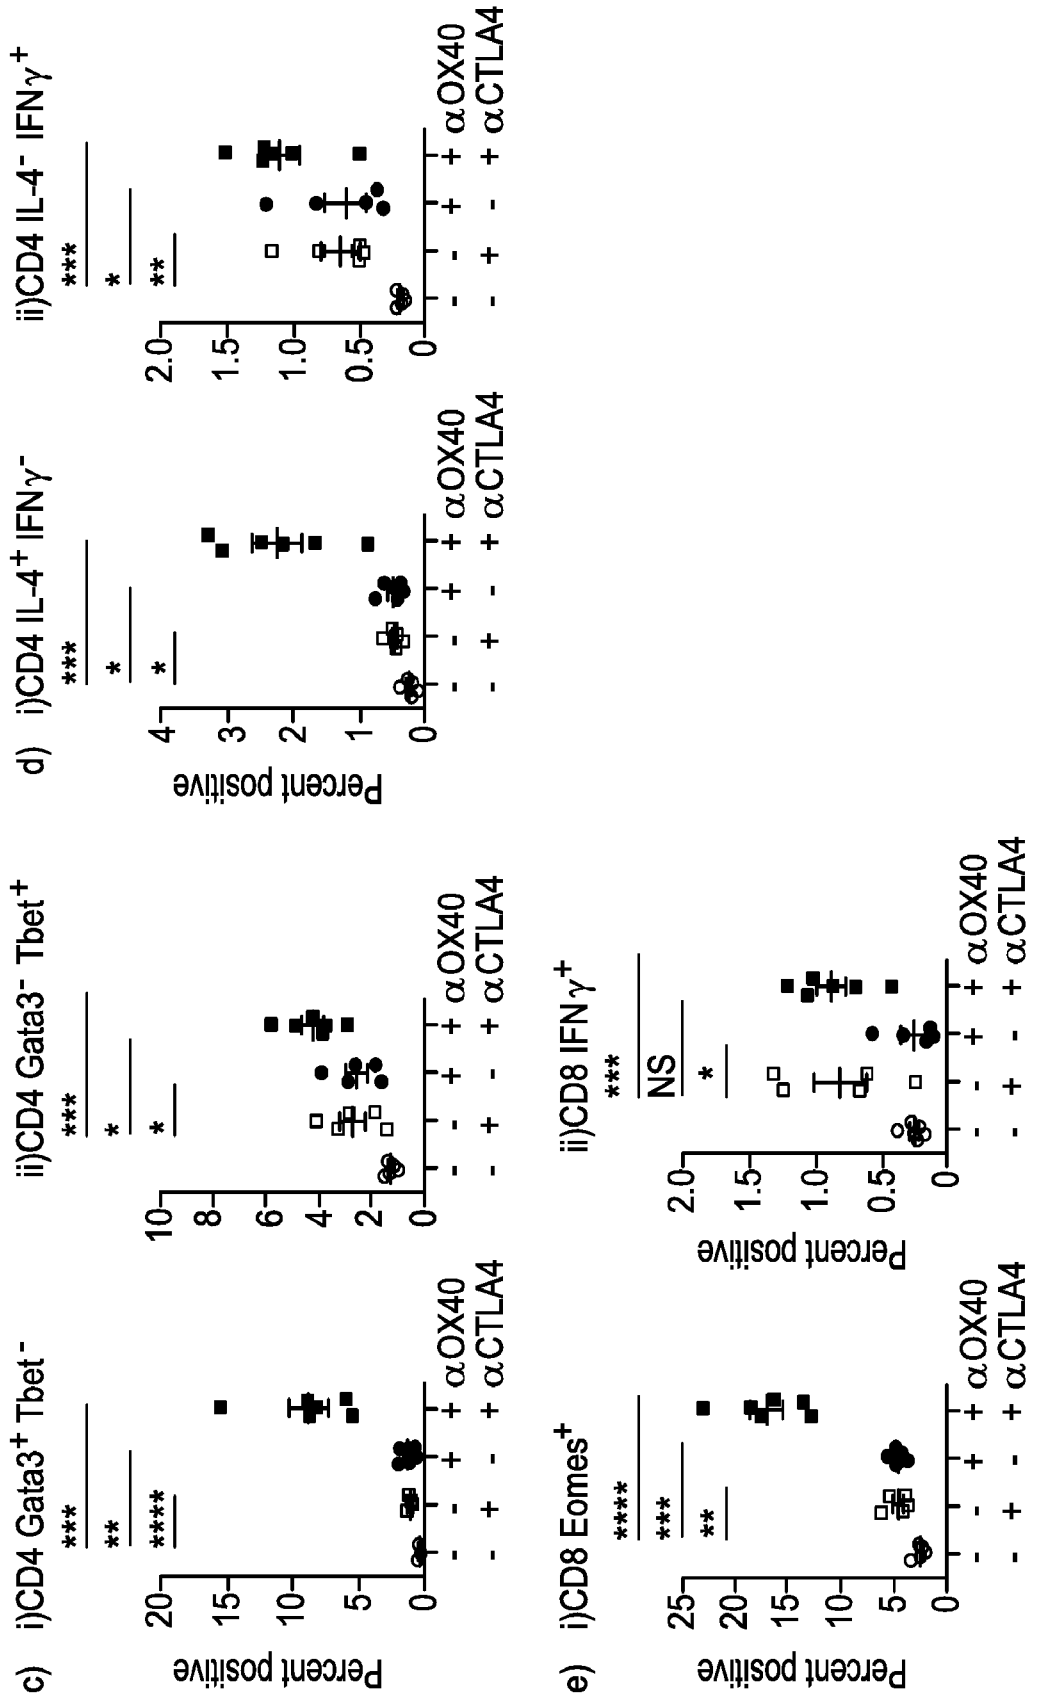 c) i)CD4 Gata3+ Tbet-
***
**
****
Percent positive
20
15
10
5
0
- - + + αOX40
- + - + αCTLA4
ii)CD4 Gata3- Tbet+
***
*
*
10
8
6
4
2
0
- - + + αOX40
- + - + αCTLA4
d) i)CD4 IL-4+ IFNγ-
***
*
*
Percent positive
4
3
2
1
0
- - + + αOX40
- + - + αCTLA4
ii)CD4 IL-4- IFNγ+
***
*
**
2.0
1.5
1.0
0.5
0
- - + + αOX40
- + - + αCTLA4
e) i)CD8 Eomes+
****
***
**
Percent positive
25
20
15
10
5
0
- - + + αOX40
- + - + αCTLA4
ii)CD8 IFNγ+
***
NS
*
Percent positive
2.0
1.5
1.0
0.5
0
- - + + αOX40
- + - + αCTLA4